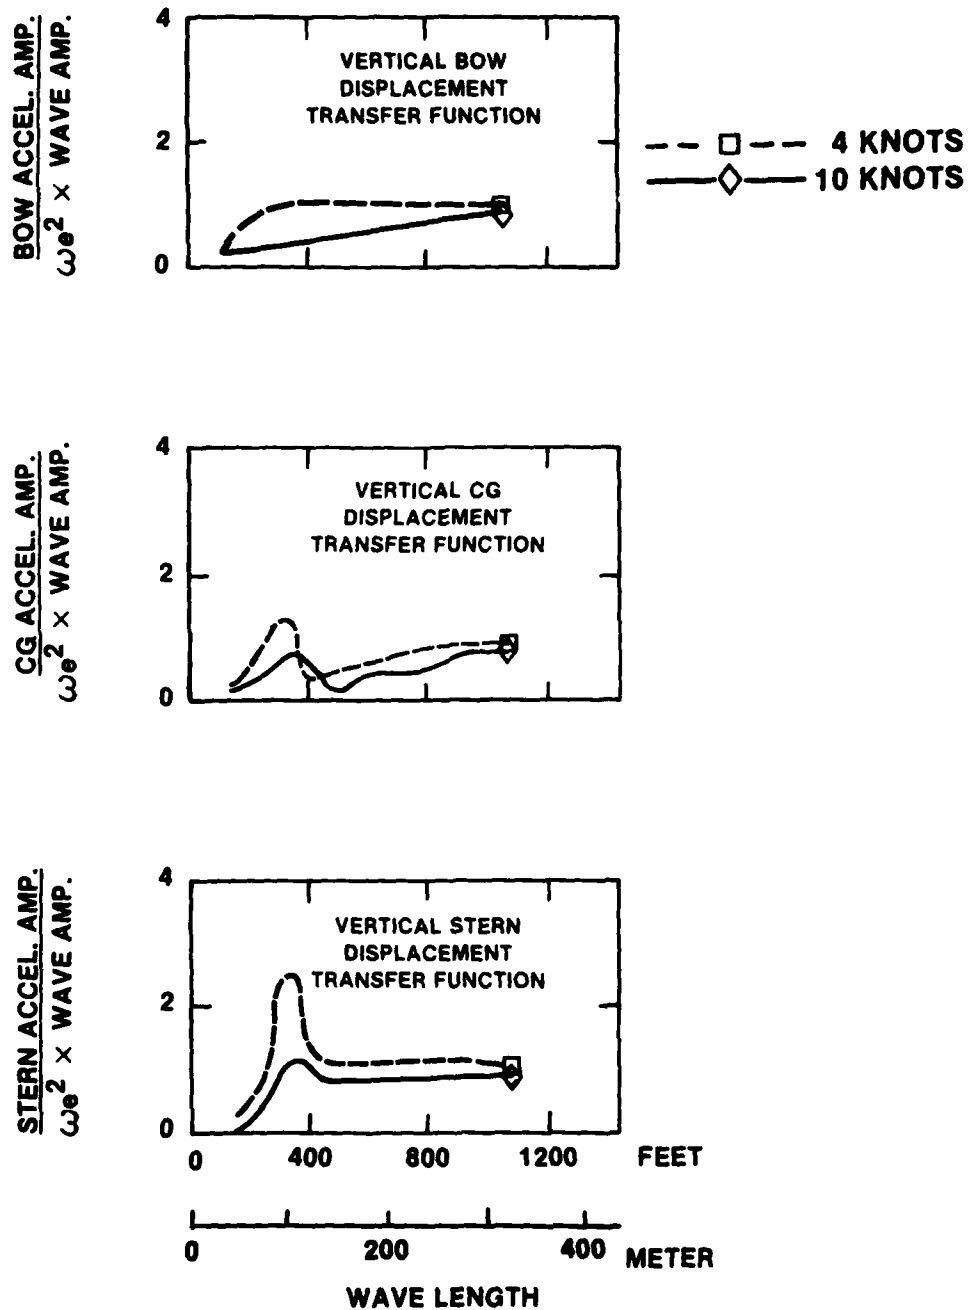 BOW ACCEL. AMP.
ωe² × WAVE AMP.
4
2
0
VERTICAL BOW
DISPLACEMENT
TRANSFER FUNCTION
4 KNOTS
10 KNOTS
CG ACCEL. AMP.
ωe² × WAVE AMP.
4
2
0
VERTICAL CG
DISPLACEMENT
TRANSFER FUNCTION
STERN ACCEL. AMP.
ωe² × WAVE AMP.
4
2
0
VERTICAL STERN
DISPLACEMENT
TRANSFER FUNCTION
0 400 800 1200 FEET
0 200 400 METER
WAVE LENGTH